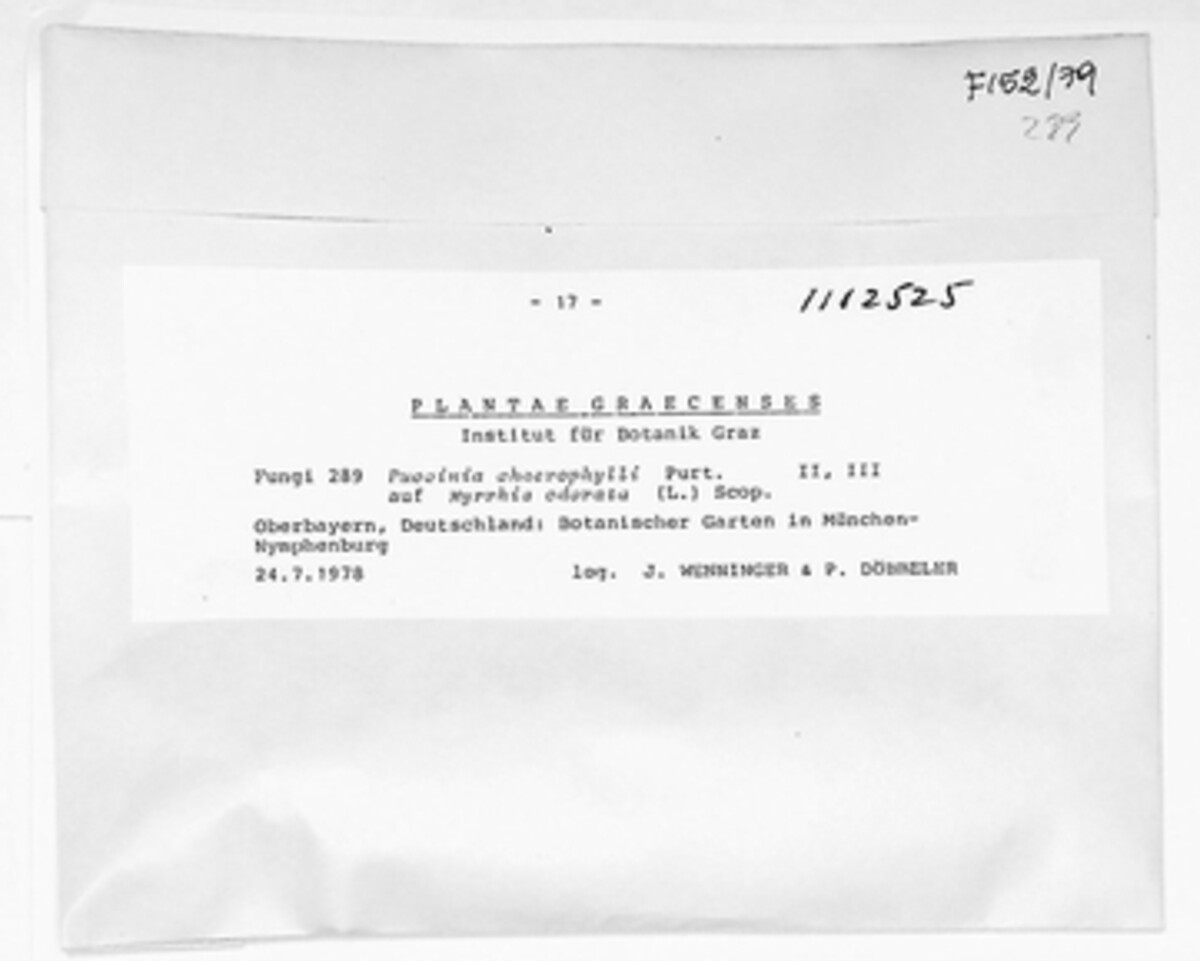 F152/79
289
- 17 -
1112525
PLANTAE GRAECENSES
Institut für Botanik Graz
Fungi 289 Puccinia chaerophylli Purt. II, III
auf Myrrhis odorata (L.) Scop.
Oberbayern, Deutschland: Botanischer Garten in München-
Nymphenburg
24.7.1978 leg. J. WENNINGER & P. DÖBBELER